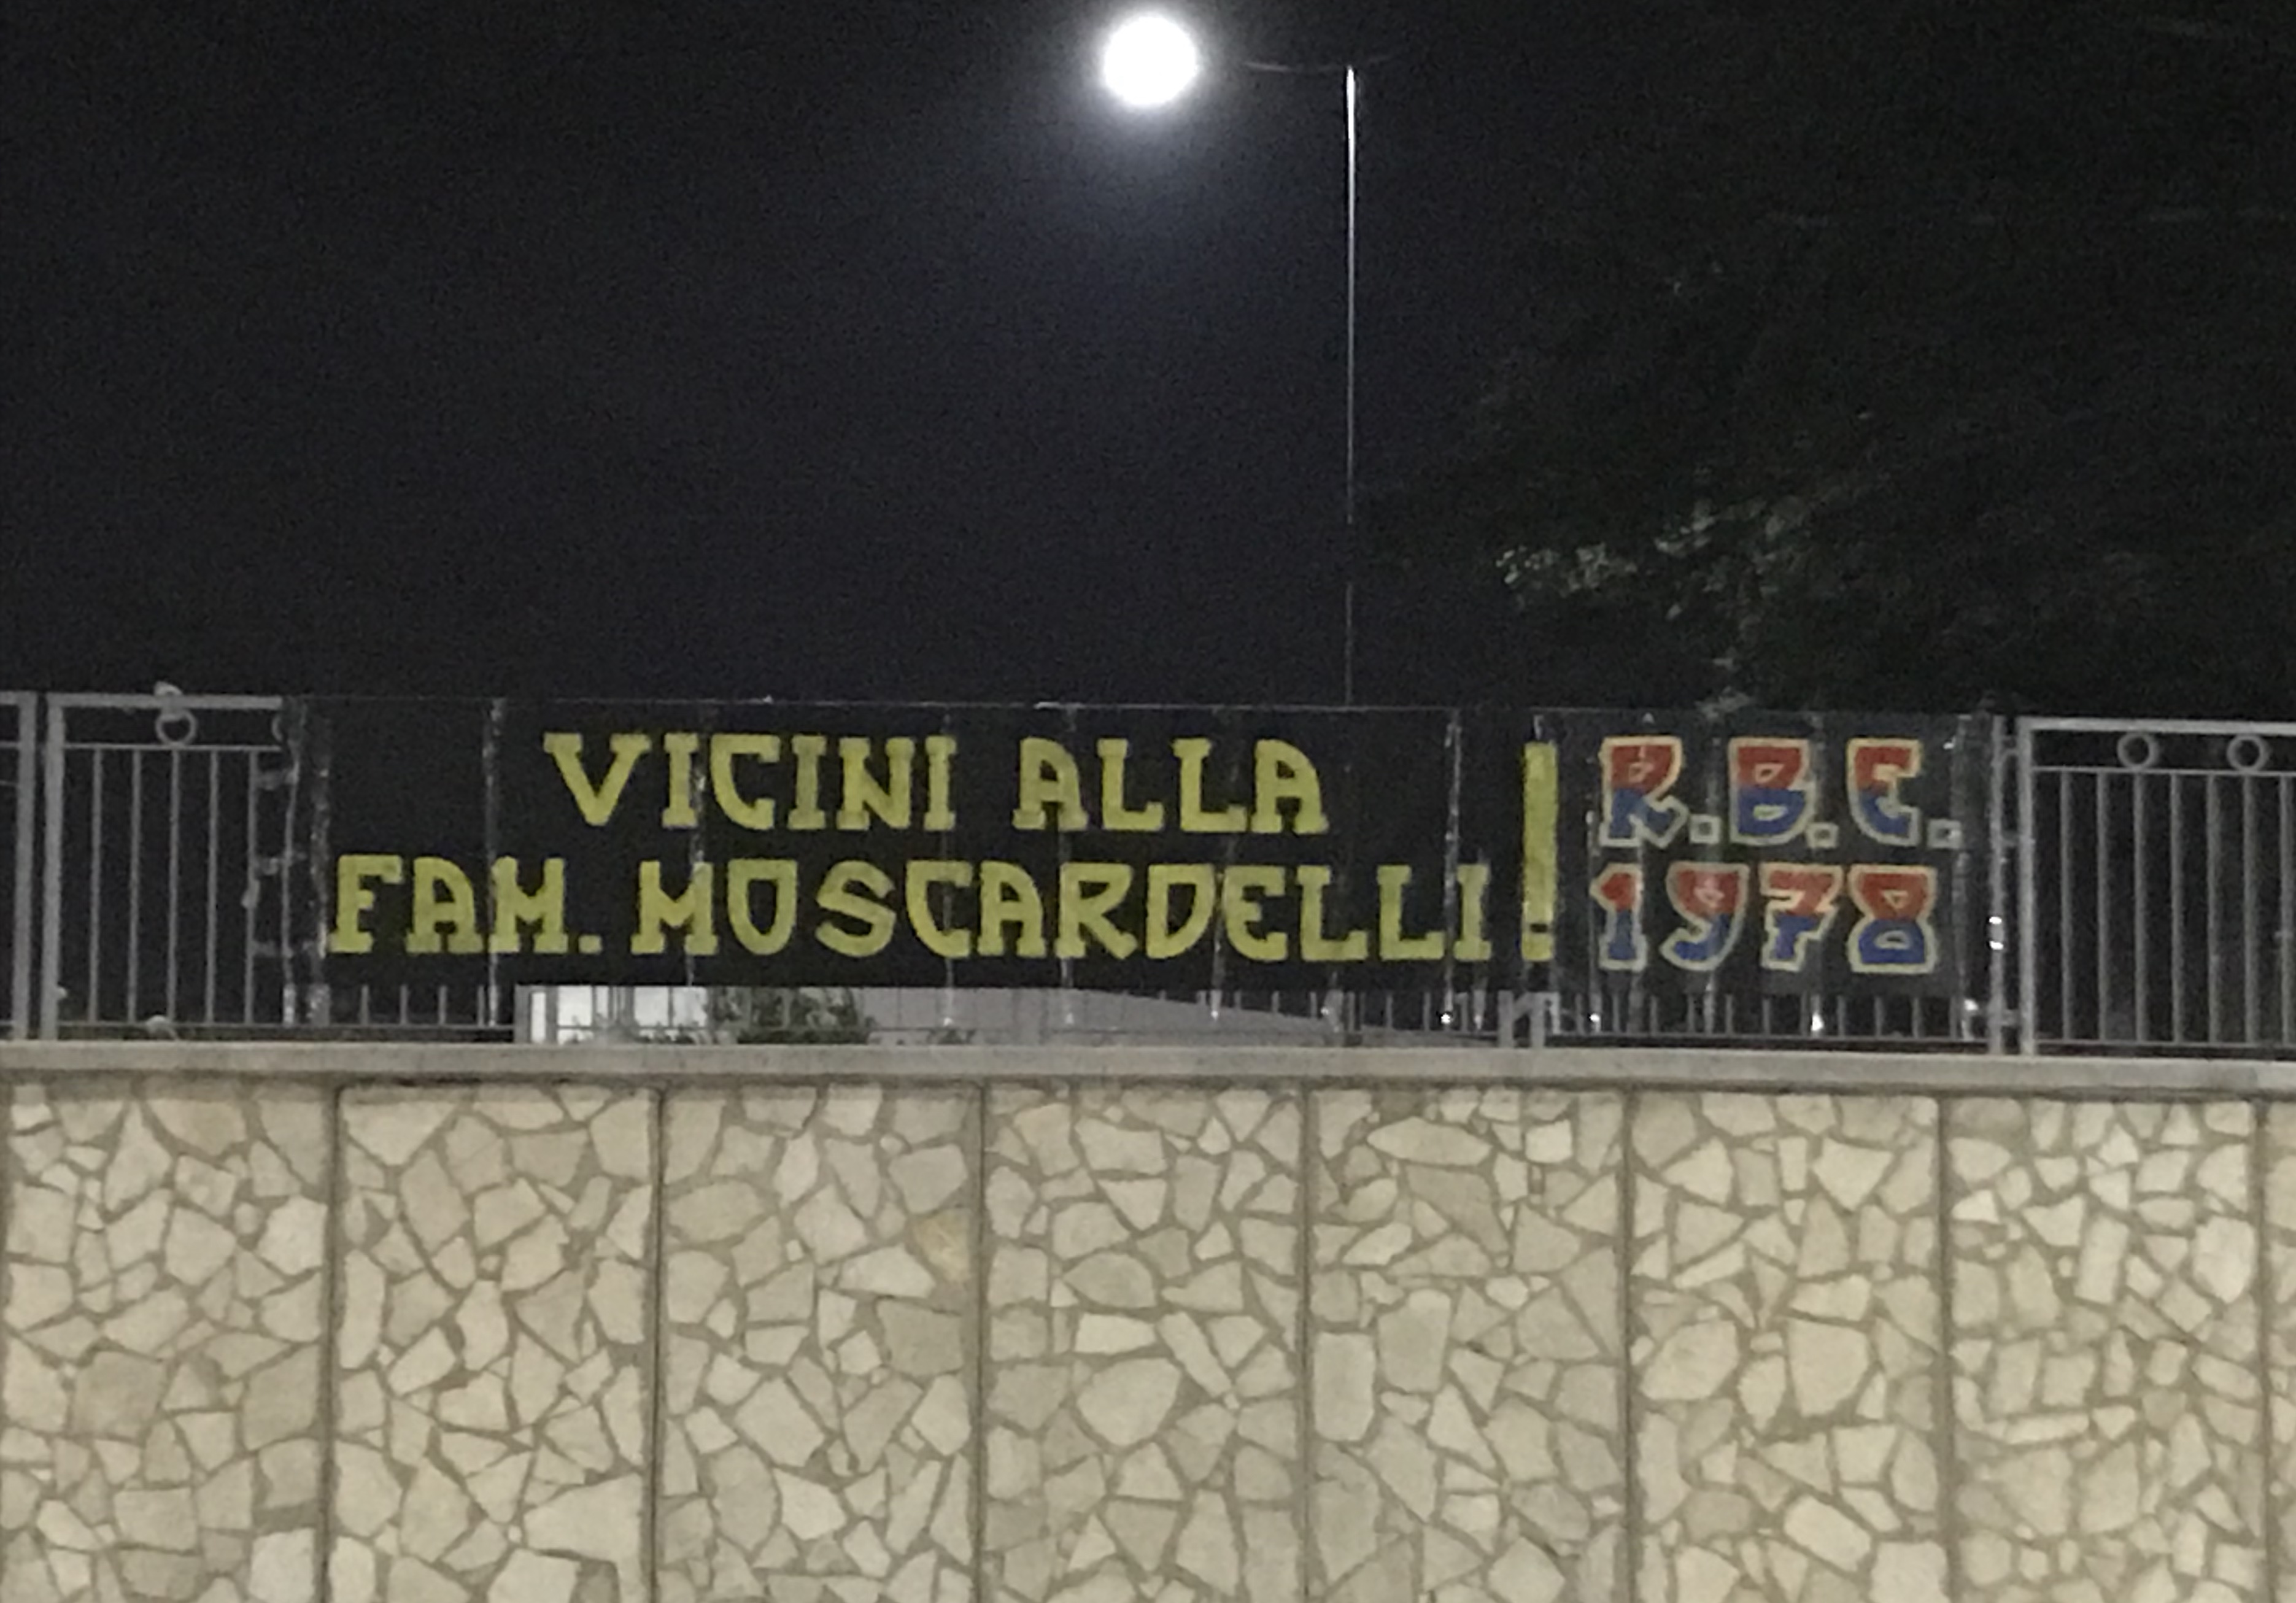 VICINI ALLA
FAM. MOSCARDELLI!
R.B.C.
1978